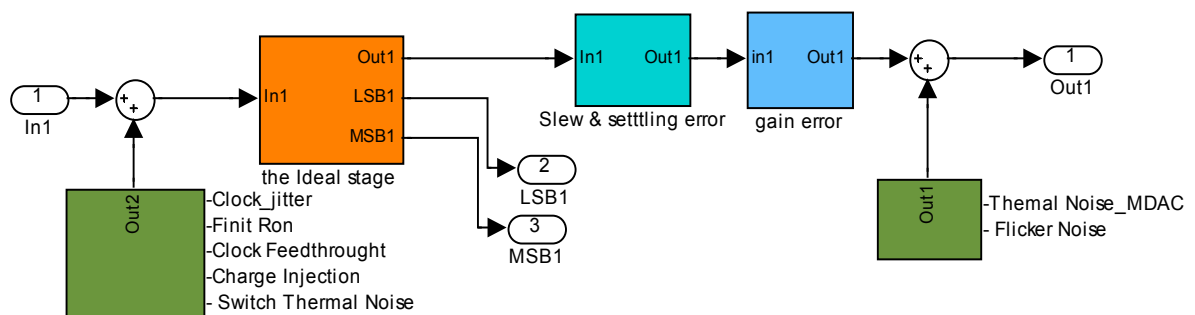 1
In1
In1
Out1
LSB1
MSB1
the Ideal stage
Out2
-Clock_jitter
-Finit Ron
-Clock Feedthrought
-Charge Injection
- Switch Thermal Noise
2
LSB1
3
MSB1
In1
Out1
Slew & setttling error
in1
Out1
gain error
1
Out1
Out1
-Themal Noise_MDAC
- Flicker Noise